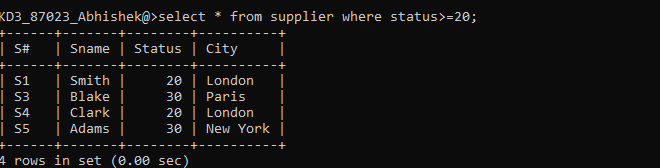 KD3_87023_Abhishek@>select * from supplier where status>=20;
+------+-------+--------+----------+
| S#   | Sname | Status | City     |
+------+-------+--------+----------+
| S1   | Smith |     20 | London   |
| S3   | Blake |     30 | Paris    |
| S4   | Clark |     20 | London   |
| S5   | Adams |     30 | New York |
+------+-------+--------+----------+
4 rows in set (0.00 sec)